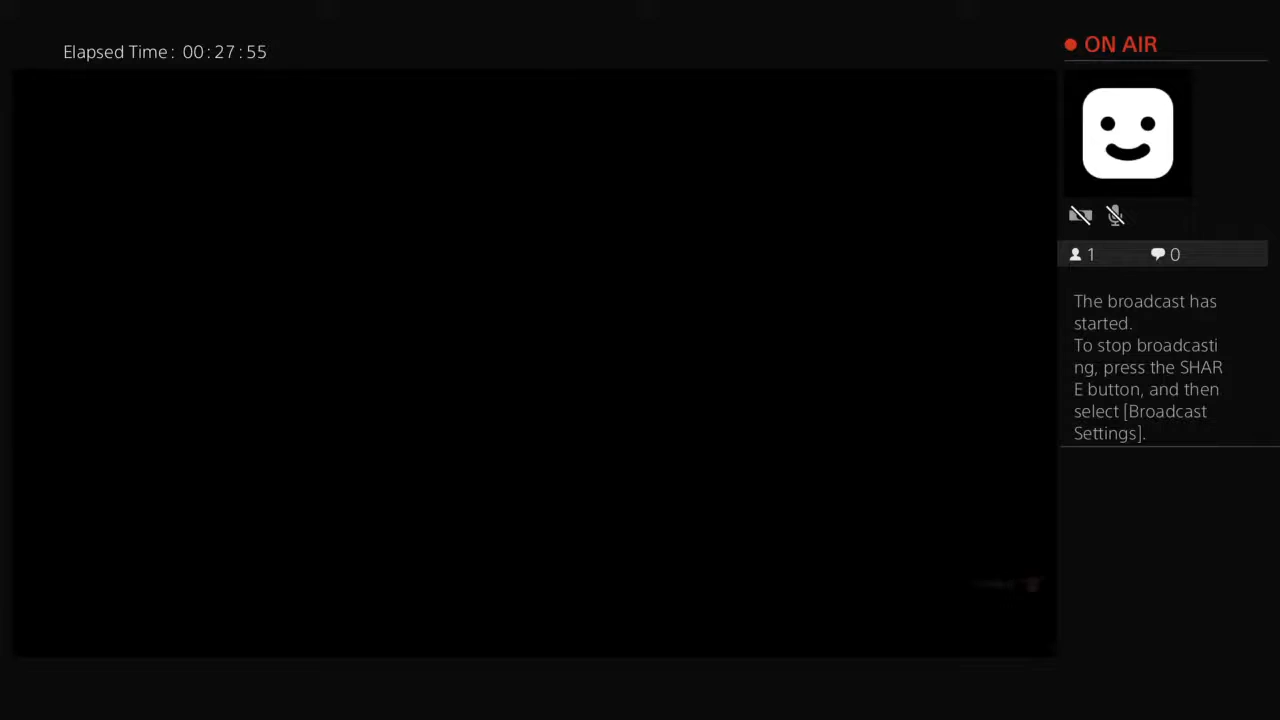 Elapsed Time: 00:27:55
ON AIR
1 0
The broadcast has
started.
To stop broadcasti
ng, press the SHAR
E button, and then
select [Broadcast
Settings].